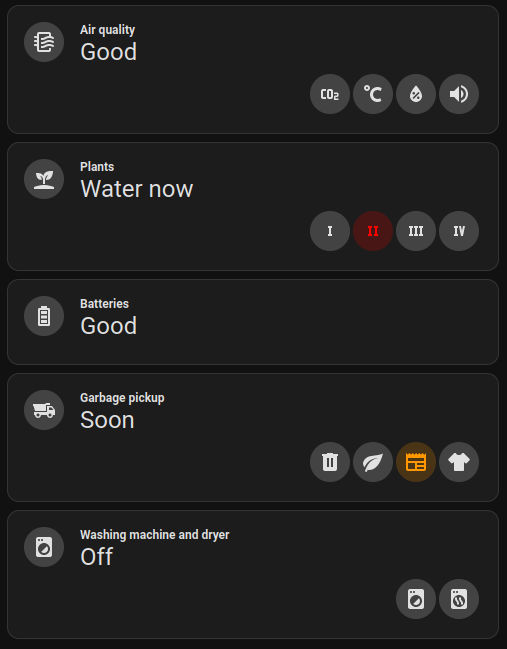 Air quality
Good
CO2 °C
Plants
Water now
I II III IV
Batteries
Good
Garbage pickup
Soon
Washing machine and dryer
Off